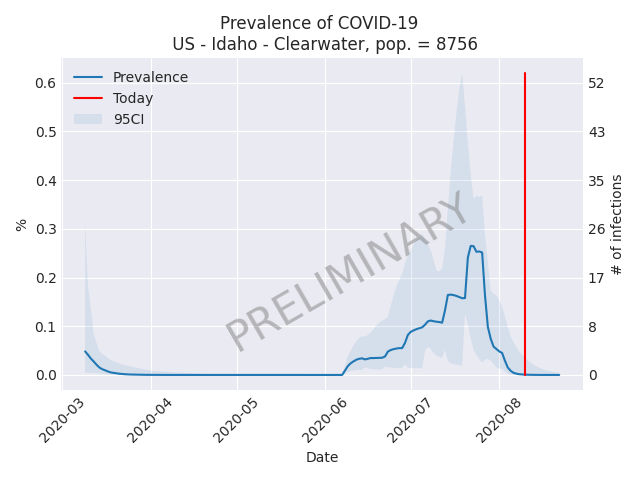 Prevalence of COVID-19
US - Idaho - Clearwater, pop. = 8756
Prevalence
Today
95CI
PRELIMINARY
%
0.6
0.5
0.4
0.3
0.2
0.1
0.0
52
43
35
26
17
8
0
# of infections
2020-03
2020-04
2020-05
2020-06
2020-07
2020-08
Date